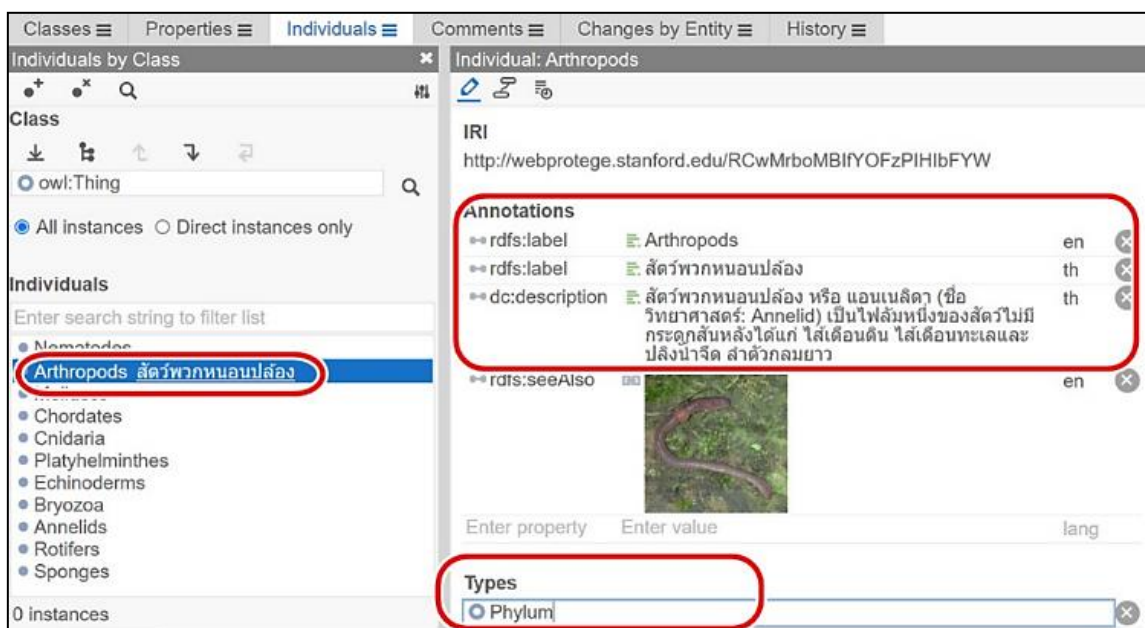 Classes Properties Individuals Comments Changes by Entity History
Individuals by Class
Class
owl:Thing
All instances Direct instances only
Individuals
Enter search string to filter list
Nematodes
Arthropods สัตว์พวกหนอนปล้อง
Chordates
Cnidaria
Platyhelminthes
Echinoderms
Bryozoa
Annelids
Rotifers
Sponges
0 instances
Individual: Arthropods
IRI
http://webprotege.stanford.edu/RCwMrboMBIfYOFzPIHIbFYW
Annotations
rdfs:label Arthropods en
rdfs:label สัตว์พวกหนอนปล้อง th
dc:description สัตว์พวกหนอนปล้อง หรือ แอนเนลิดา (ชื่อ th
วิทยาศาสตร์: Annelid) เป็นไฟลัมหนึ่งของสัตว์ไม่มี
กระดูกสันหลังได้แก่ ไส้เดือนดิน ไส้เดือนทะเลและ
ปลิงน้ำจืด ลำตัวกลมยาว
rdfs:seeAlso en
Enter property Enter value lang
Types
Phylum